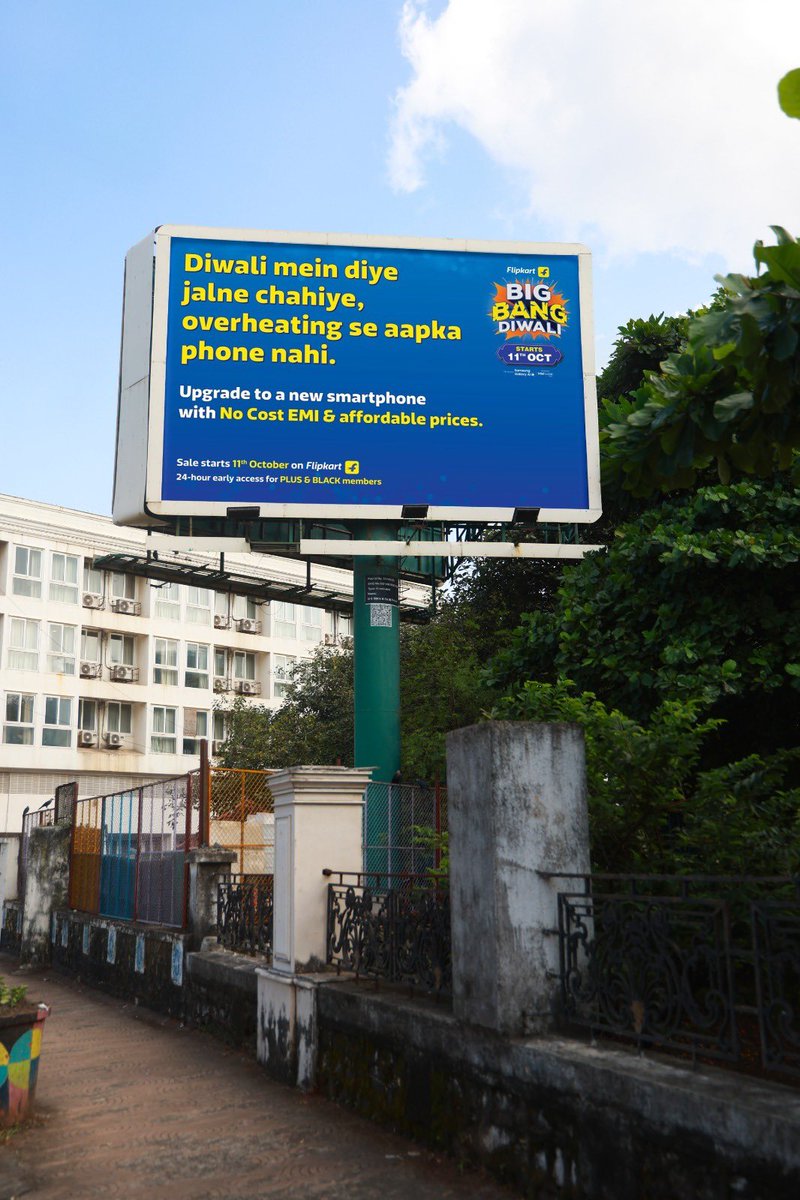 Diwali mein diye
jalne chahiye,
overheating se aapka
phone nahi.
Upgrade to a new smartphone
with No Cost EMI & affordable prices.
Sale starts 11th October on Flipkart
24-hour early access for PLUS & BLACK members
Flipkart
BIG
BANG
DIWALI
STARTS
11TH OCT